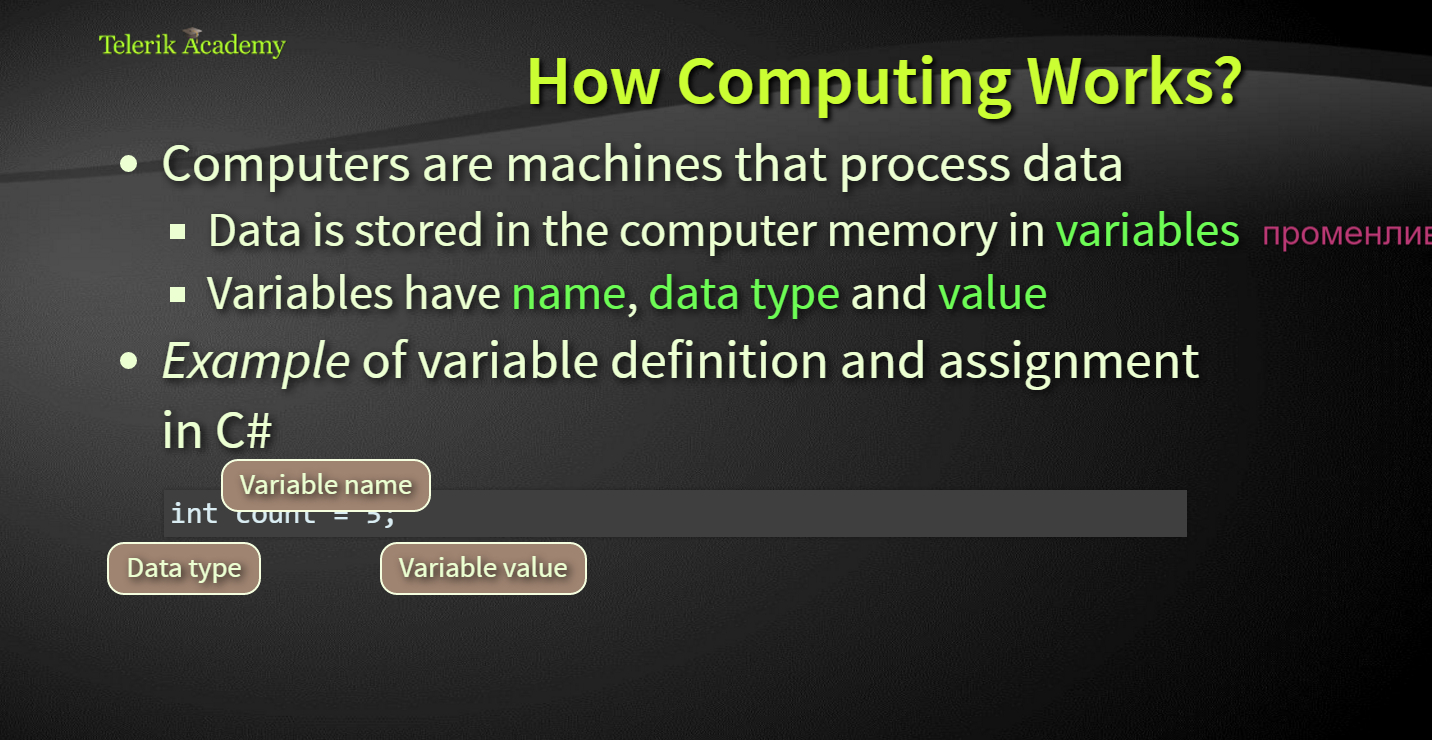 Telerik Academy
How Computing Works?
Computers are machines that process data
Data is stored in the computer memory in variables
Variables have name, data type and value
Example of variable definition and assignment
in C#
Variable name
int count = 5;
Data type
Variable value